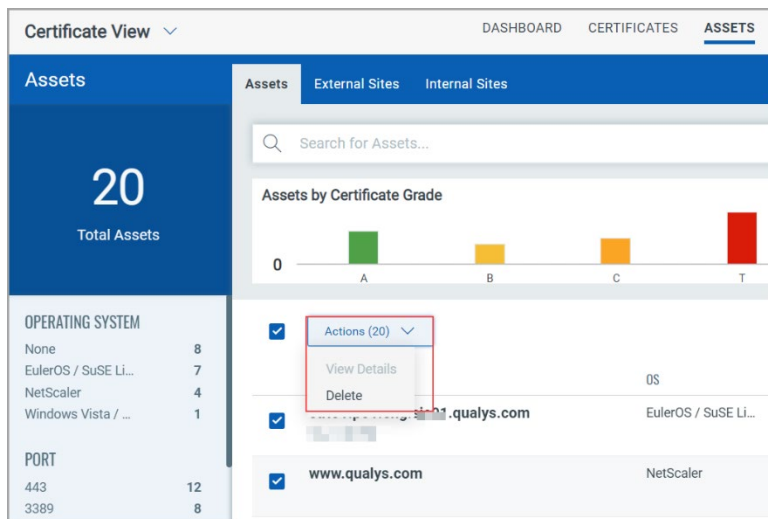 Certificate View
DASHBOARD CERTIFICATES ASSETS
Assets
Assets External Sites Internal Sites
Search for Assets...
20
Total Assets
Assets by Certificate Grade
0
A B C T
OPERATING SYSTEM
None 8
EulerOS / SuSE Li... 7
NetScaler 4
Windows Vista / ... 1
PORT
443 12
3389 8
Actions (20)
View Details
Delete
OS
.qualys.com EulerOS / SuSE Li...
www.qualys.com NetScaler